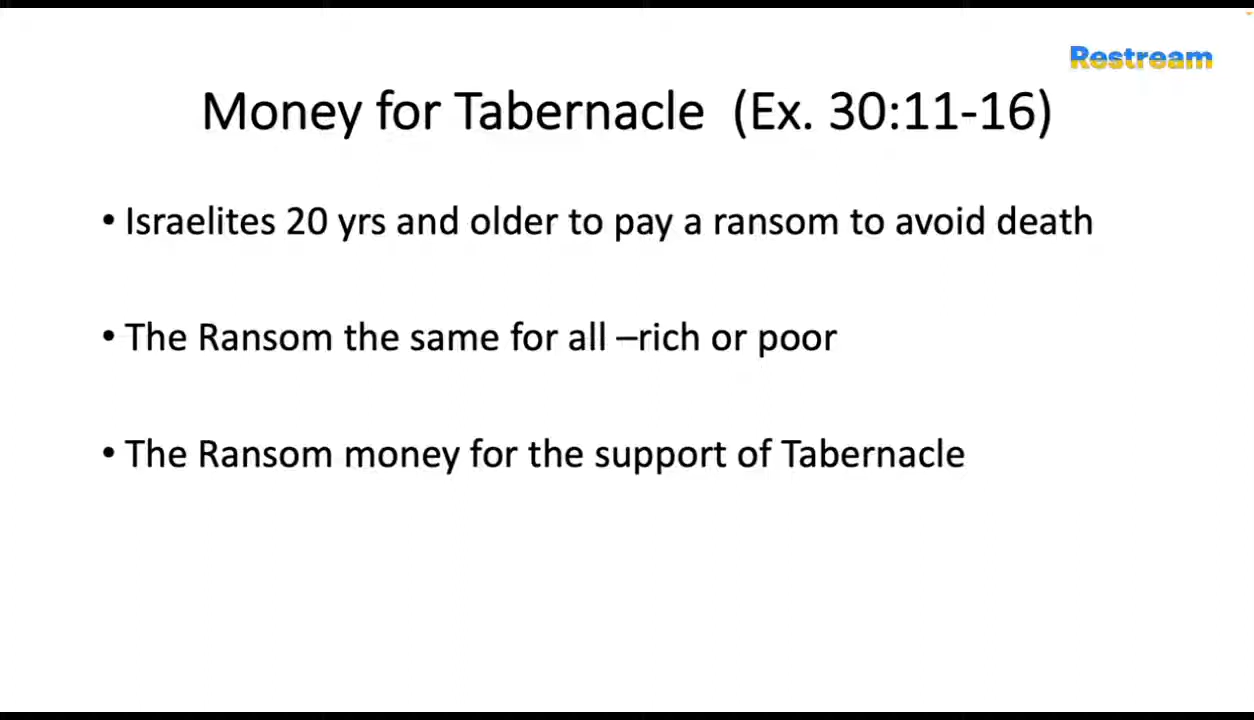 Restream
Money for Tabernacle (Ex. 30:11-16)
• Israelites 20 yrs and older to pay a ransom to avoid death
• The Ransom the same for all –rich or poor
• The Ransom money for the support of Tabernacle